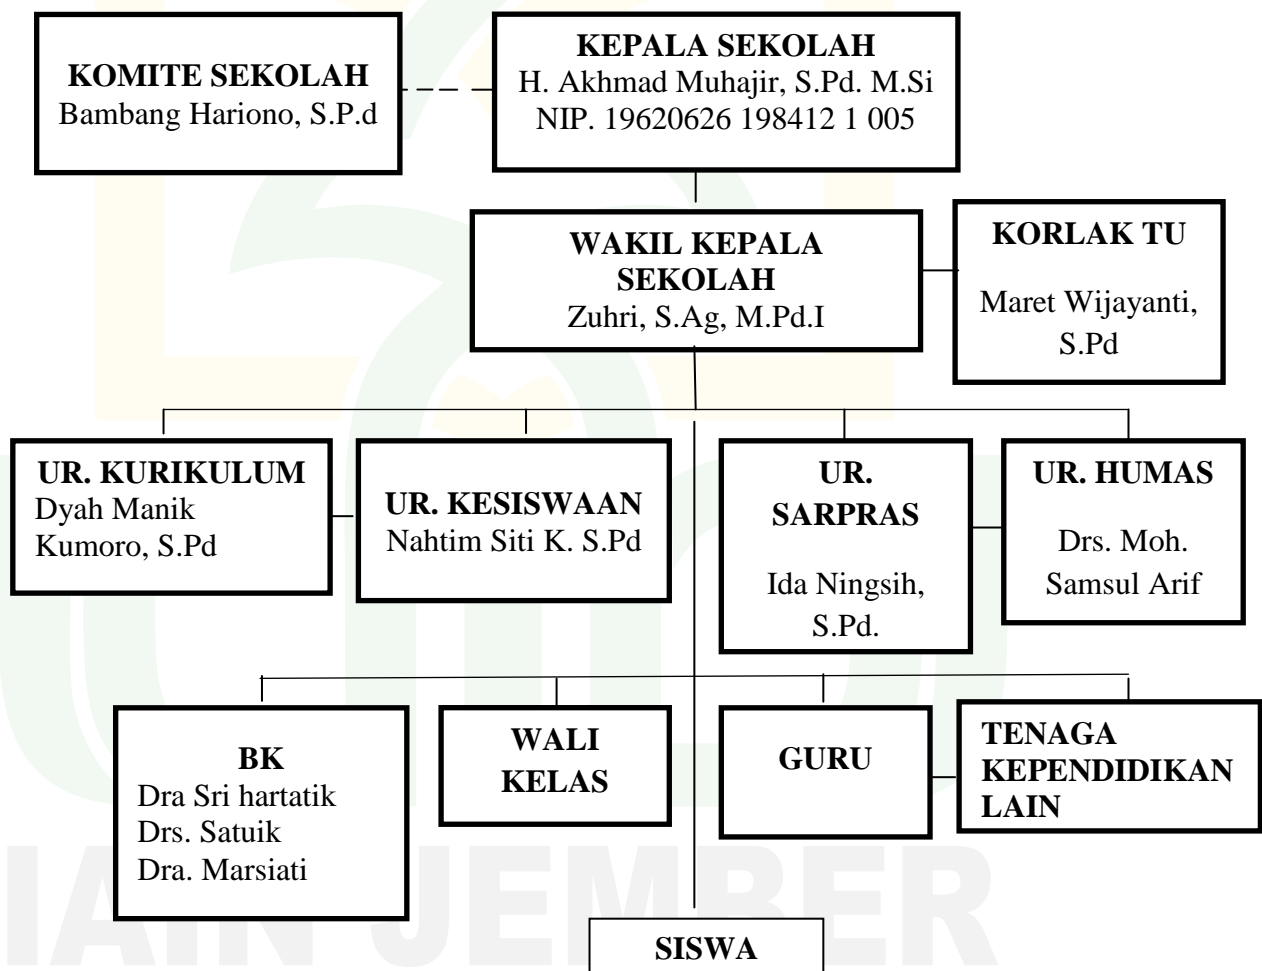 KOMITE SEKOLAH
Bambang Hariono, S.P.d
KEPALA SEKOLAH
H. Akhmad Muhajir, S.Pd. M.Si
NIP. 19620626 198412 1 005
WAKIL KEPALA
SEKOLAH
Zuhri, S.Ag, M.Pd.I
KORLAK TU
Maret Wijayanti,
S.Pd
UR. KURIKULUM
Dyah Manik
Kumoro, S.Pd
UR. KESISWAAN
Nahtim Siti K. S.Pd
UR.
SARPRAS
Ida Ningsih,
S.Pd.
UR. HUMAS
Drs. Moh.
Samsul Arif
BK
Dra Sri hartatik
Drs. Satuik
Dra. Marsiati
WALI
KELAS
GURU
TENAGA
KEPENDIDIKAN
LAIN
SISWA
IAIN JEMBER